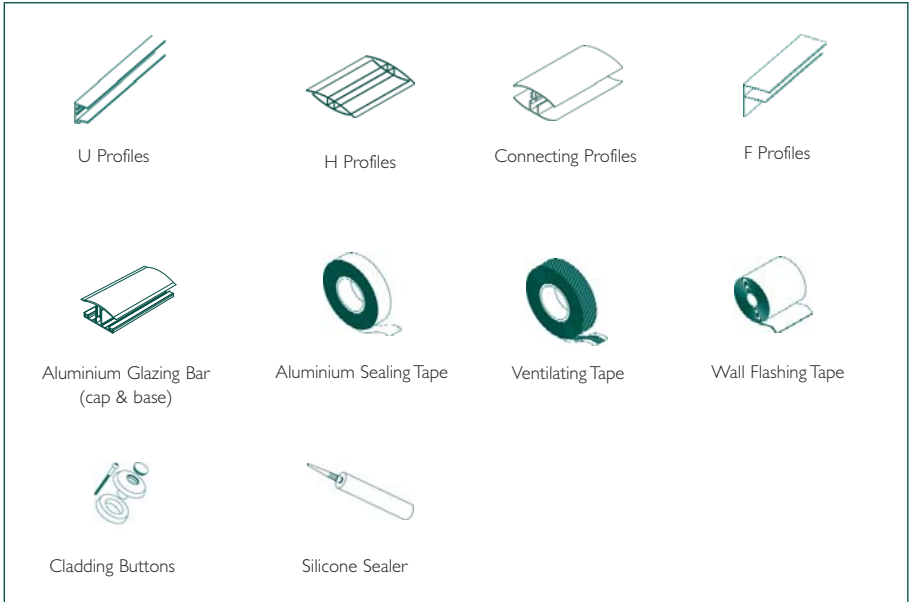 U Profiles
H Profiles
Connecting Profiles
F Profiles
Aluminium Glazing Bar
(cap & base)
Aluminium Sealing Tape
Ventilating Tape
Wall Flashing Tape
Cladding Buttons
Silicone Sealer